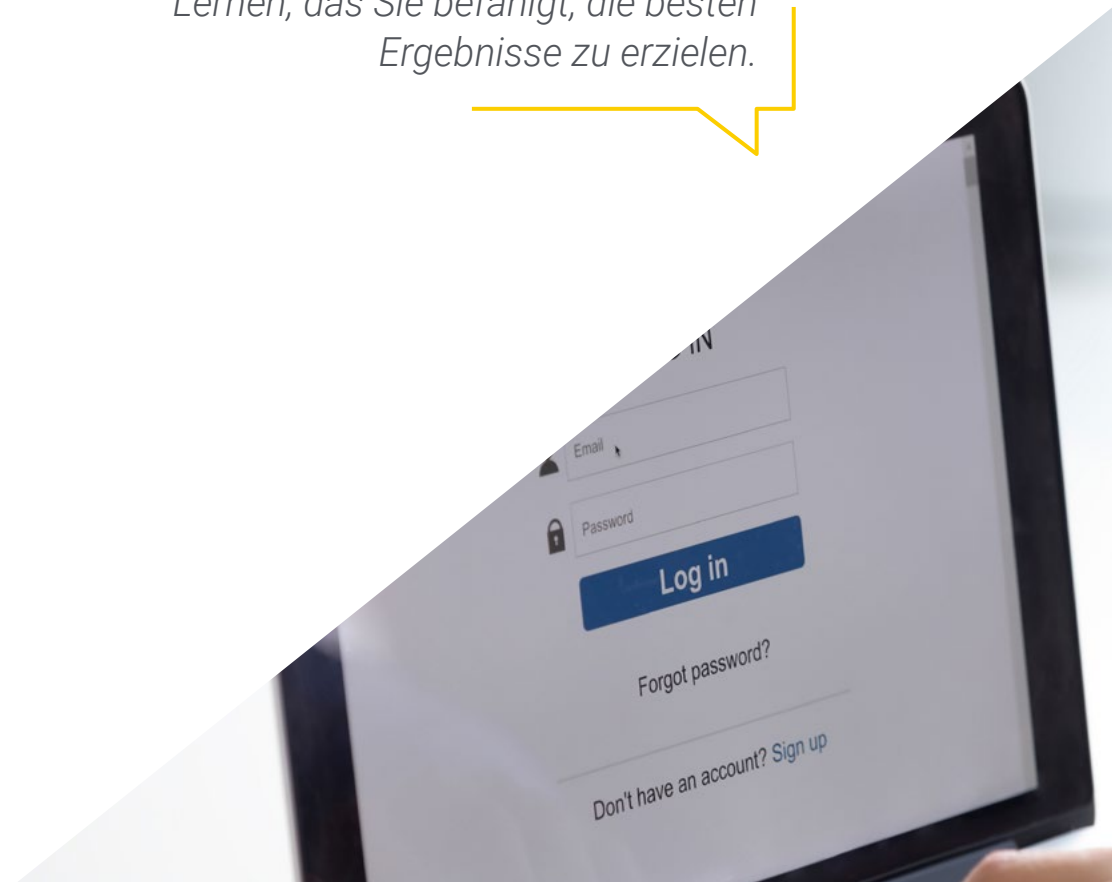 Lernen, das Sie befähigt, die besten
Ergebnisse zu erzielen.
IN
Email
Password
Log in
Forgot password?
Don't have an account? Sign up